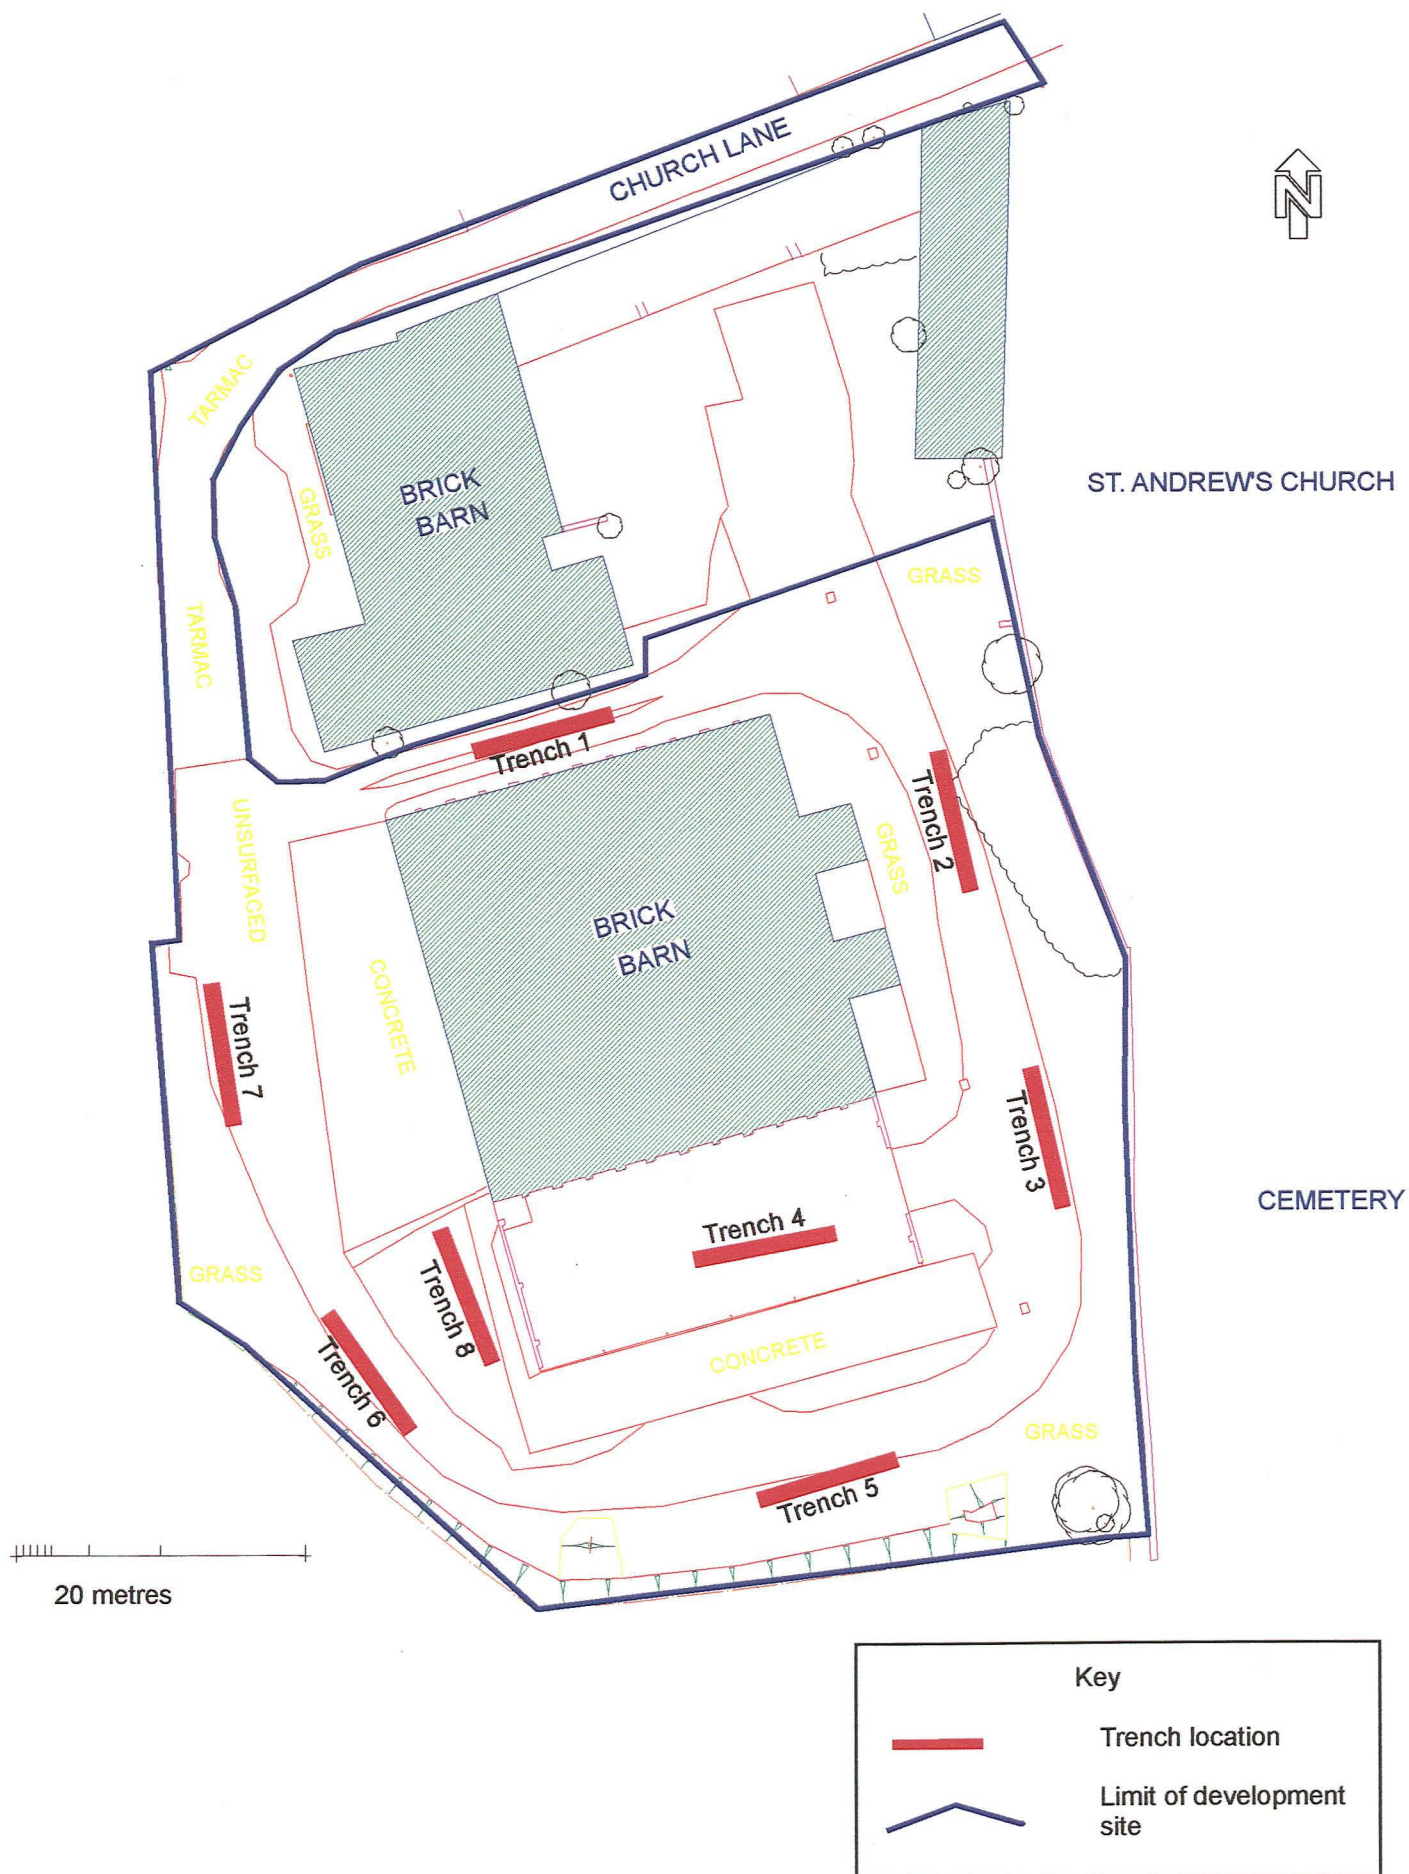 CHURCH LANE
N
TARMAC
BRICK
BARN
GRASS
ST. ANDREW'S CHURCH
GRASS
TARMAC
Trench 1
Trench 2
UNSURFACED
GRASS
BRICK
BARN
CONCRETE
Trench 7
Trench 3
CEMETERY
Trench 4
GRASS
Trench 8
CONCRETE
Trench 6
GRASS
Trench 5
20 metres
Key
Trench location
Limit of development
site